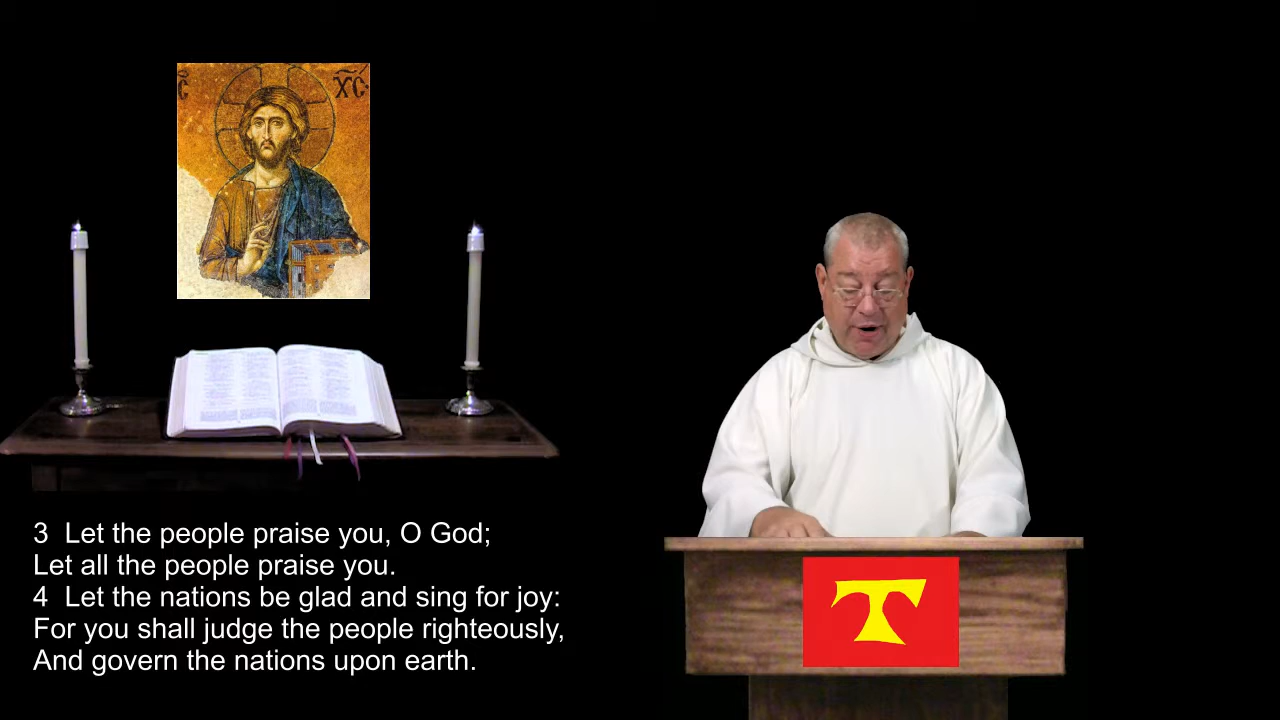 C
XC
3 Let the people praise you, O God;
Let all the people praise you.
4 Let the nations be glad and sing for joy:
For you shall judge the people righteously,
And govern the nations upon earth.
T